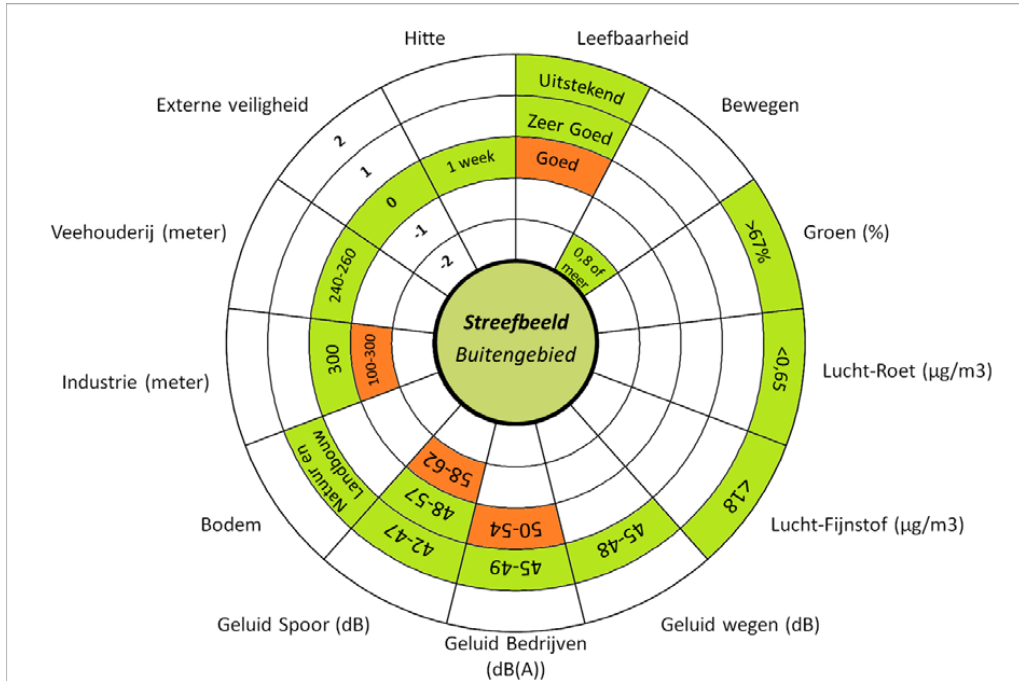 Hitte
Leefbaarheid
Externe veiligheid
Bewegen
Veehouderij (meter)
Groen (%)
Industrie (meter)
Lucht-Roet (µg/m3)
Bodem
Lucht-Fijnstof (µg/m3)
Geluid Spoor (dB)
Geluid Bedrijven
(dB(A))
Geluid wegen (dB)
Uitstekend
Zeer Goed
Goed
0,8 of
meer
>67%
<0,65
<18
45-48
45-49
50-54
42-47
48-57
58-62
Natuur en
Landbouw
300
100-300
240-260
2
1
0
-1
-2
1 week
Streefbeeld
Buitengebied